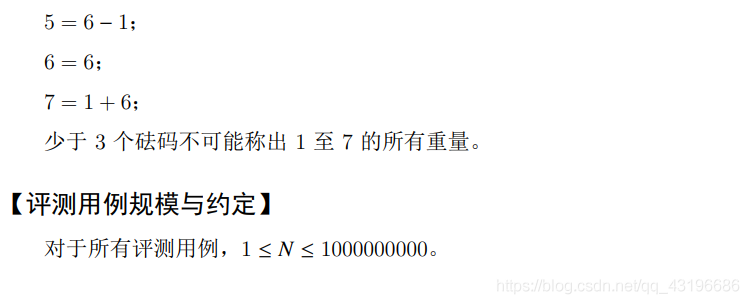 5 = 6 − 1;
6 = 6;
7 = 1 + 6;
少于 3 个砝码不可能称出 1 至 7 的所有重量。
【评测用例规模与约定】
对于所有评测用例，1 ≤ N ≤ 1000000000。
https://blog.csdn.net/qq_43196686